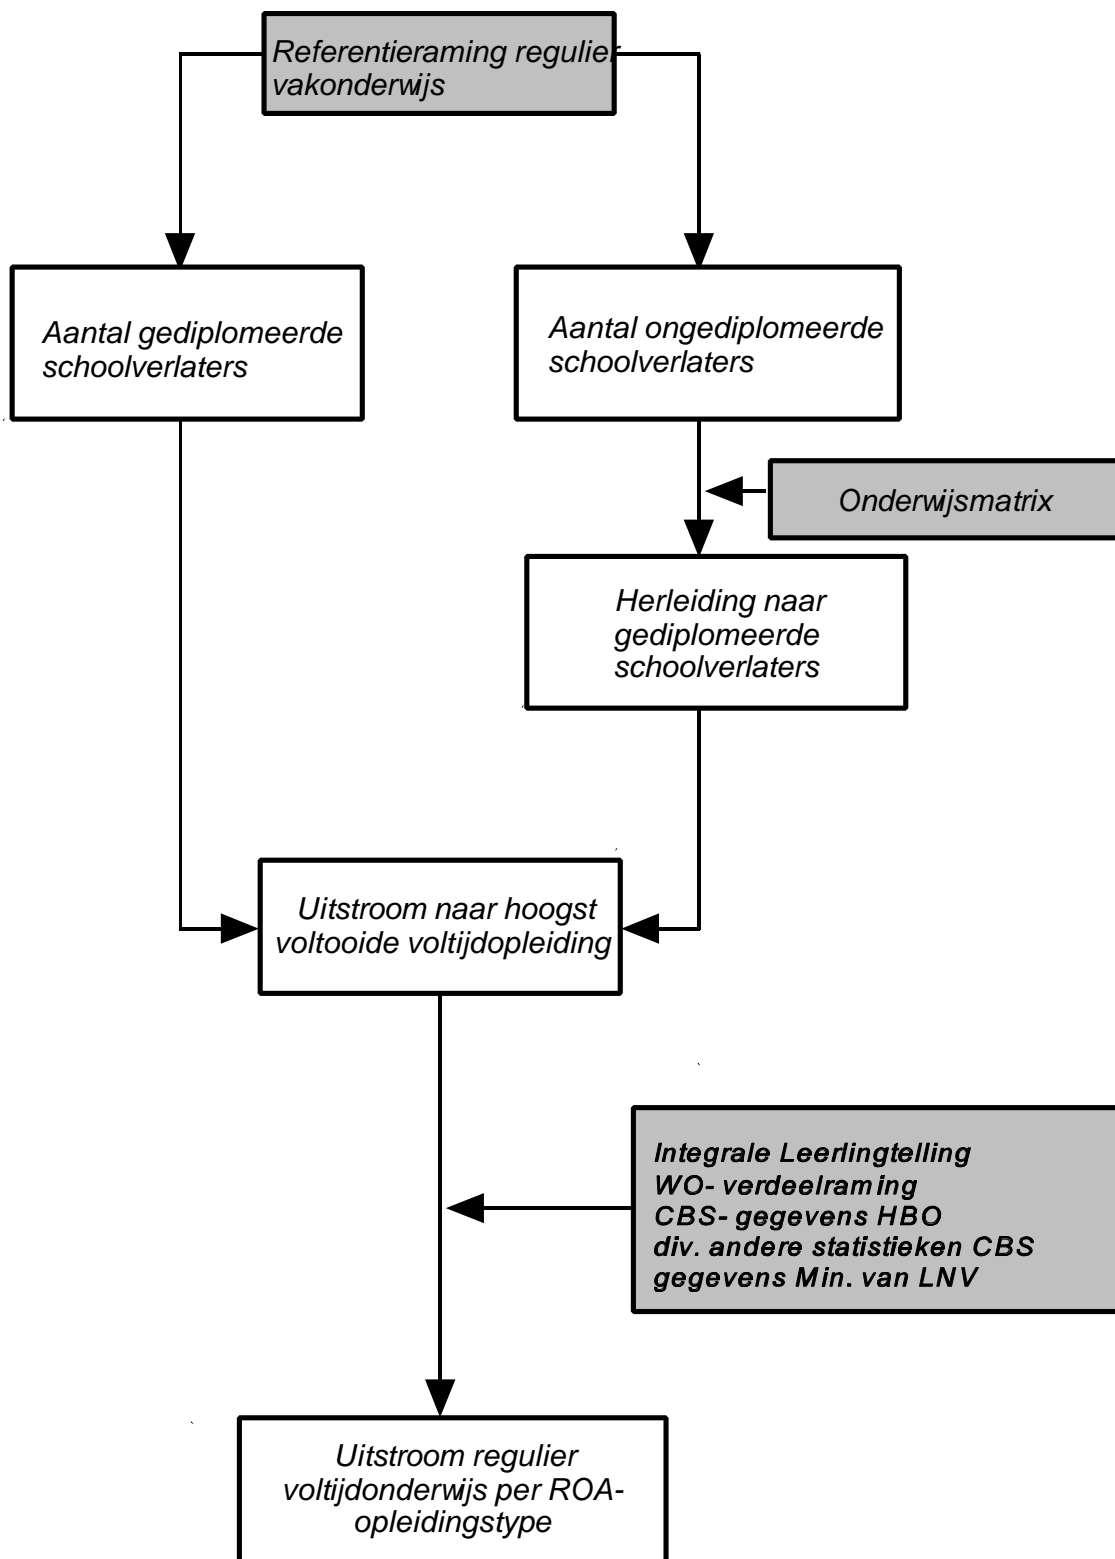 Referentieraming regulier
vakonderwijs
Aantal gediplomeerde
schoolverlaters
Aantal ongediplomeerde
schoolverlaters
Onderwijsmatrix
Herleiding naar
gediplomeerde
schoolverlaters
Uitstroom naar hoogst
voltooide voltijdopleiding
Integrale Leerlingtelling
WO- verdeelraming
CBS- gegevens HBO
div. andere statistieken CBS
gegevens Min. van LNV
Uitstroom regulier
voltijdonderwijs per ROA-
opleidingstype